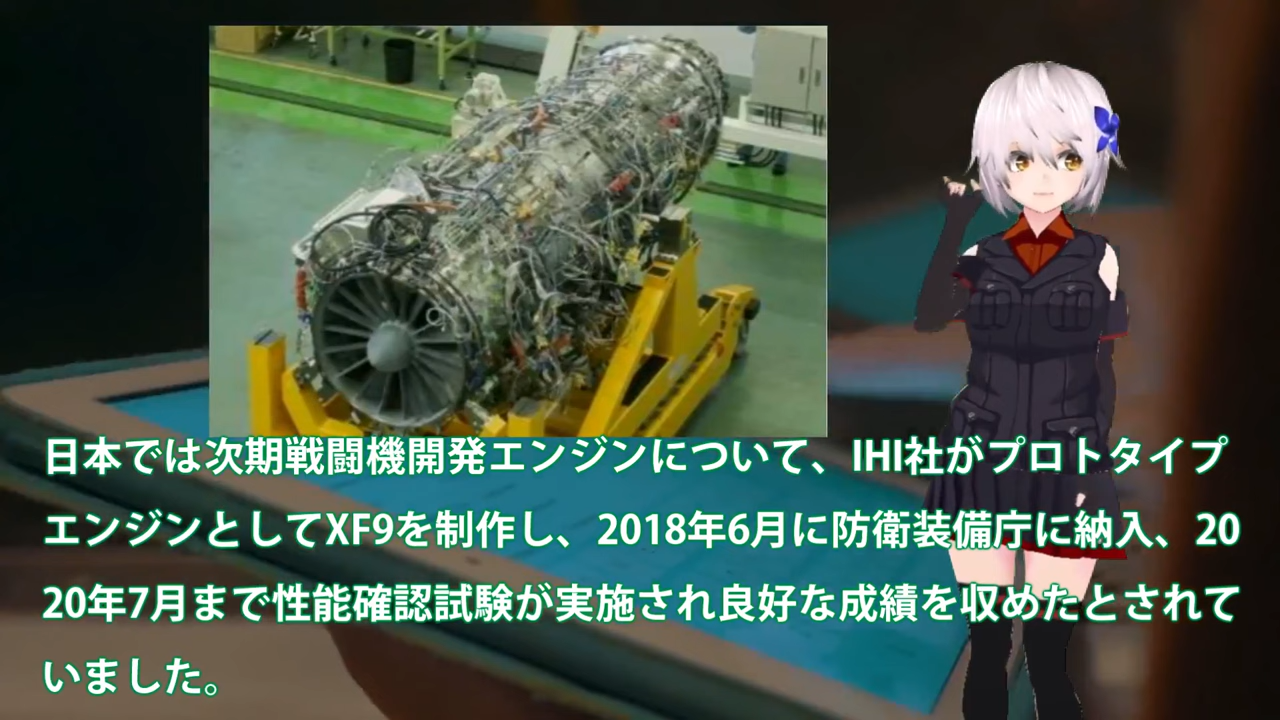 日本では次期戦闘機開発エンジンについて、IHI社がプロトタイプ
エンジンとしてXF9を制作し、2018年6月に防衛装備庁に納入、20
20年7月まで性能確認試験が実施され良好な成績を収めたとされて
いました。